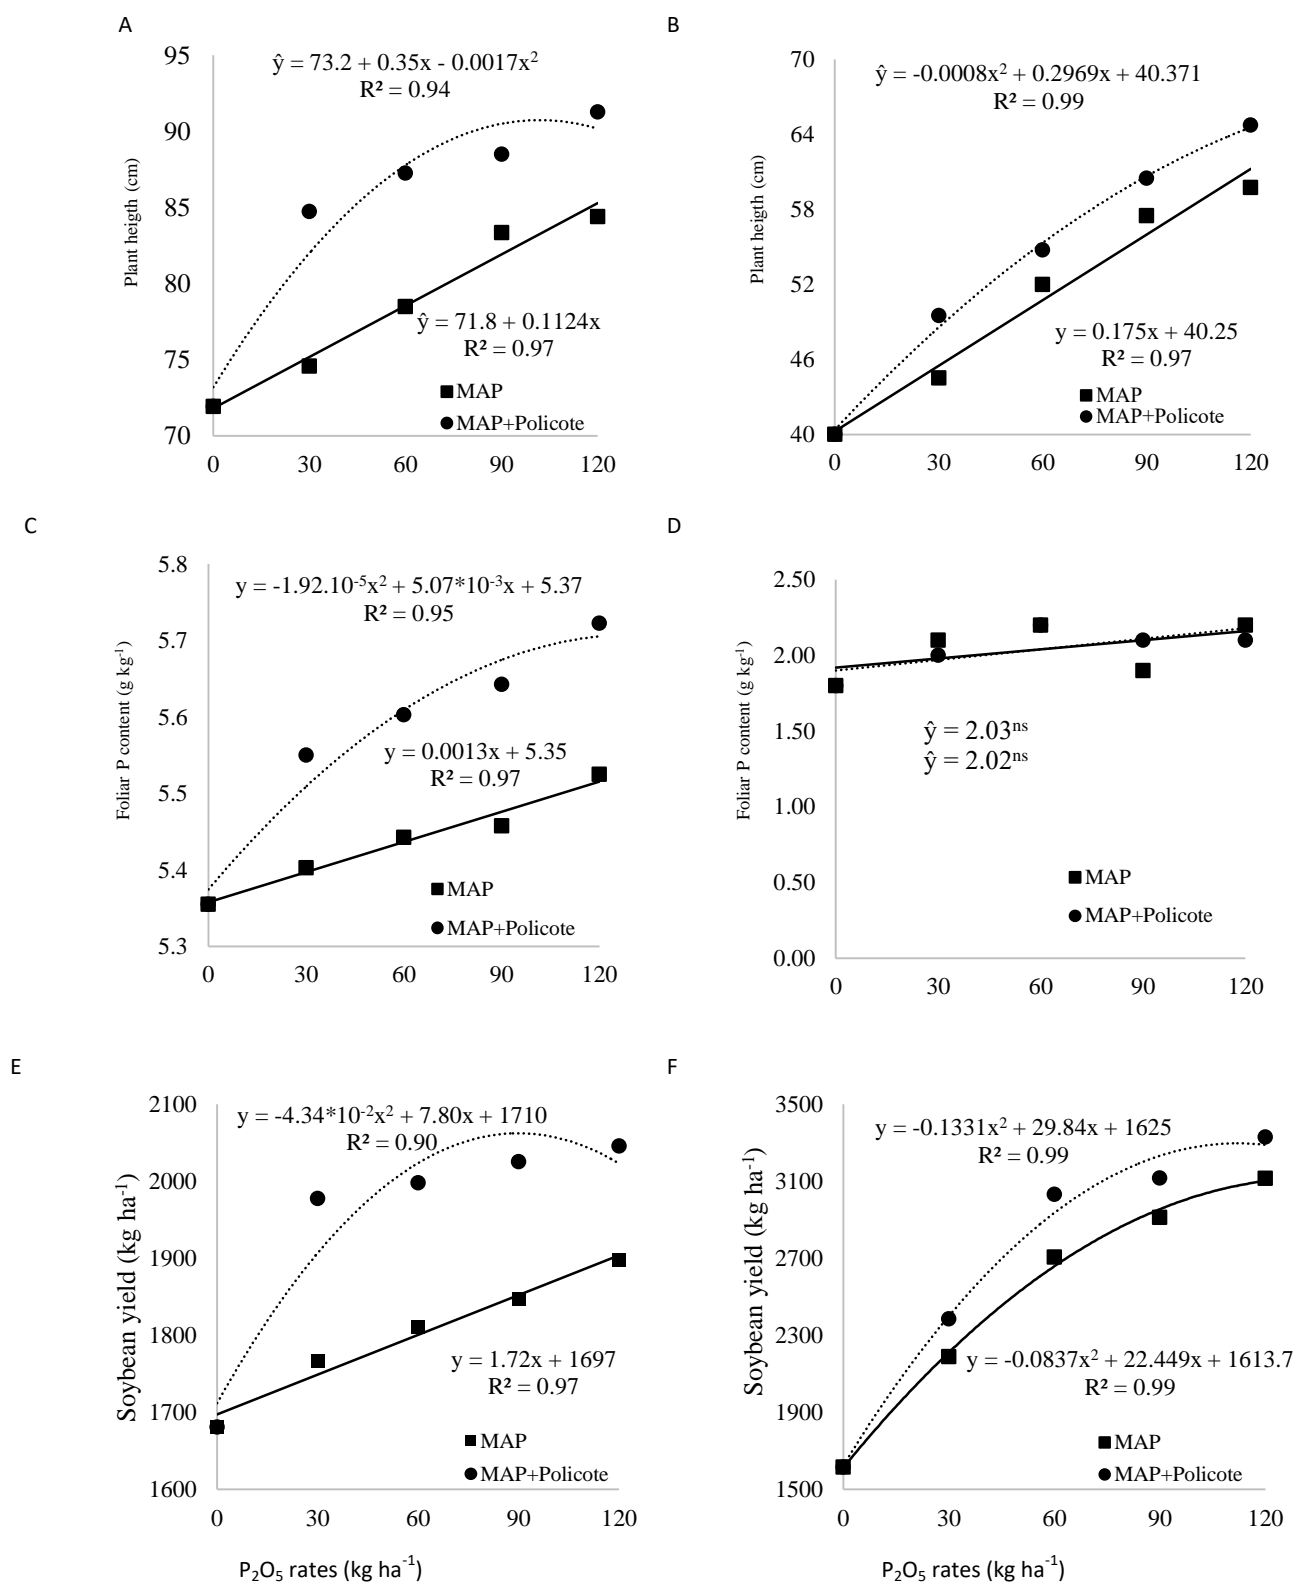 A
95
90
85
80
75
70
Plant heigth (cm)
ŷ = 73.2 + 0.35x - 0.0017x²
R² = 0.94
ŷ = 71.8 + 0.1124x
R² = 0.97
MAP
MAP+Policote
0 30 60 90 120
B
70
64
58
52
46
40
Plant heigth (cm)
ŷ = -0.0008x² + 0.2969x + 40.371
R² = 0.99
y = 0.175x + 40.25
R² = 0.97
MAP
MAP+Policote
0 30 60 90 120
C
5.8
5.7
5.6
5.5
5.4
5.3
Foliar P content (g kg⁻¹)
y = -1.92.10⁻⁵x² + 5.07*10⁻³x + 5.37
R² = 0.95
y = 0.0013x + 5.35
R² = 0.97
MAP
MAP+Policote
0 30 60 90 120
D
2.50
2.00
1.50
1.00
0.50
0.00
Foliar P content (g kg⁻¹)
ŷ = 2.03ⁿˢ
ŷ = 2.02ⁿˢ
MAP
MAP+Policote
0 30 60 90 120
E
2100
2000
1900
1800
1700
1600
Soybean yield (kg ha⁻¹)
y = -4.34*10⁻²x² + 7.80x + 1710
R² = 0.90
y = 1.72x + 1697
R² = 0.97
MAP
MAP+Policote
0 30 60 90 120
P₂O₅ rates (kg ha⁻¹)
F
3500
3100
2700
2300
1900
1500
Soybean yield (kg ha⁻¹)
y = -0.1331x² + 29.84x + 1625
R² = 0.99
y = -0.0837x² + 22.449x + 1613.7
R² = 0.99
MAP
MAP+Policote
0 30 60 90 120
P₂O₅ rates (kg ha⁻¹)